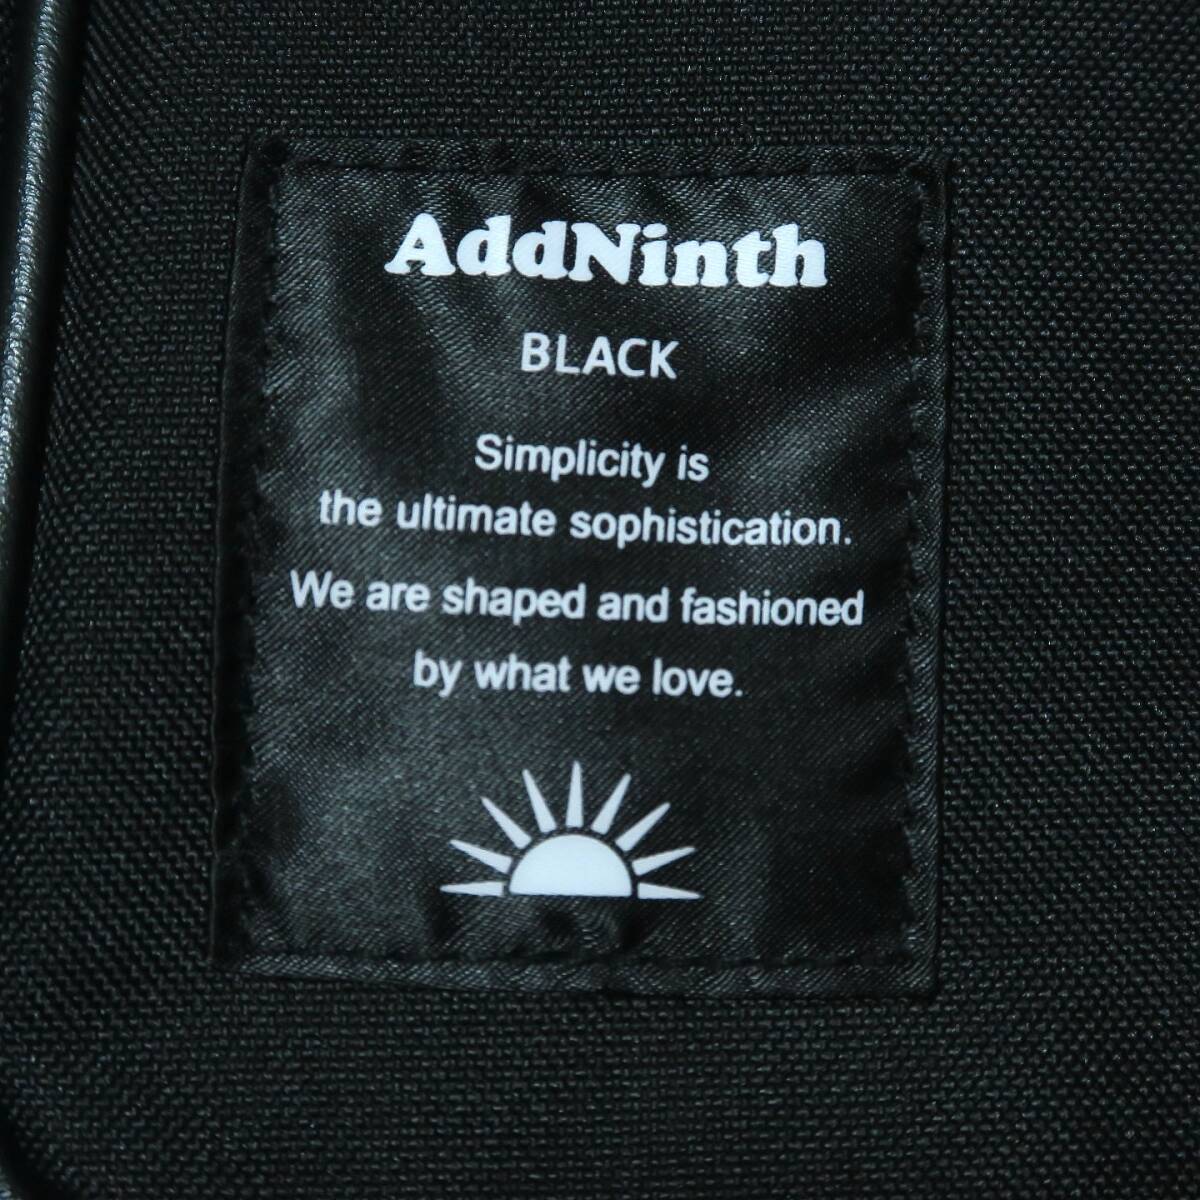 AddNinth
BLACK
Simplicity is
the ultimate sophistication.
We are shaped and fashioned
by what we love.